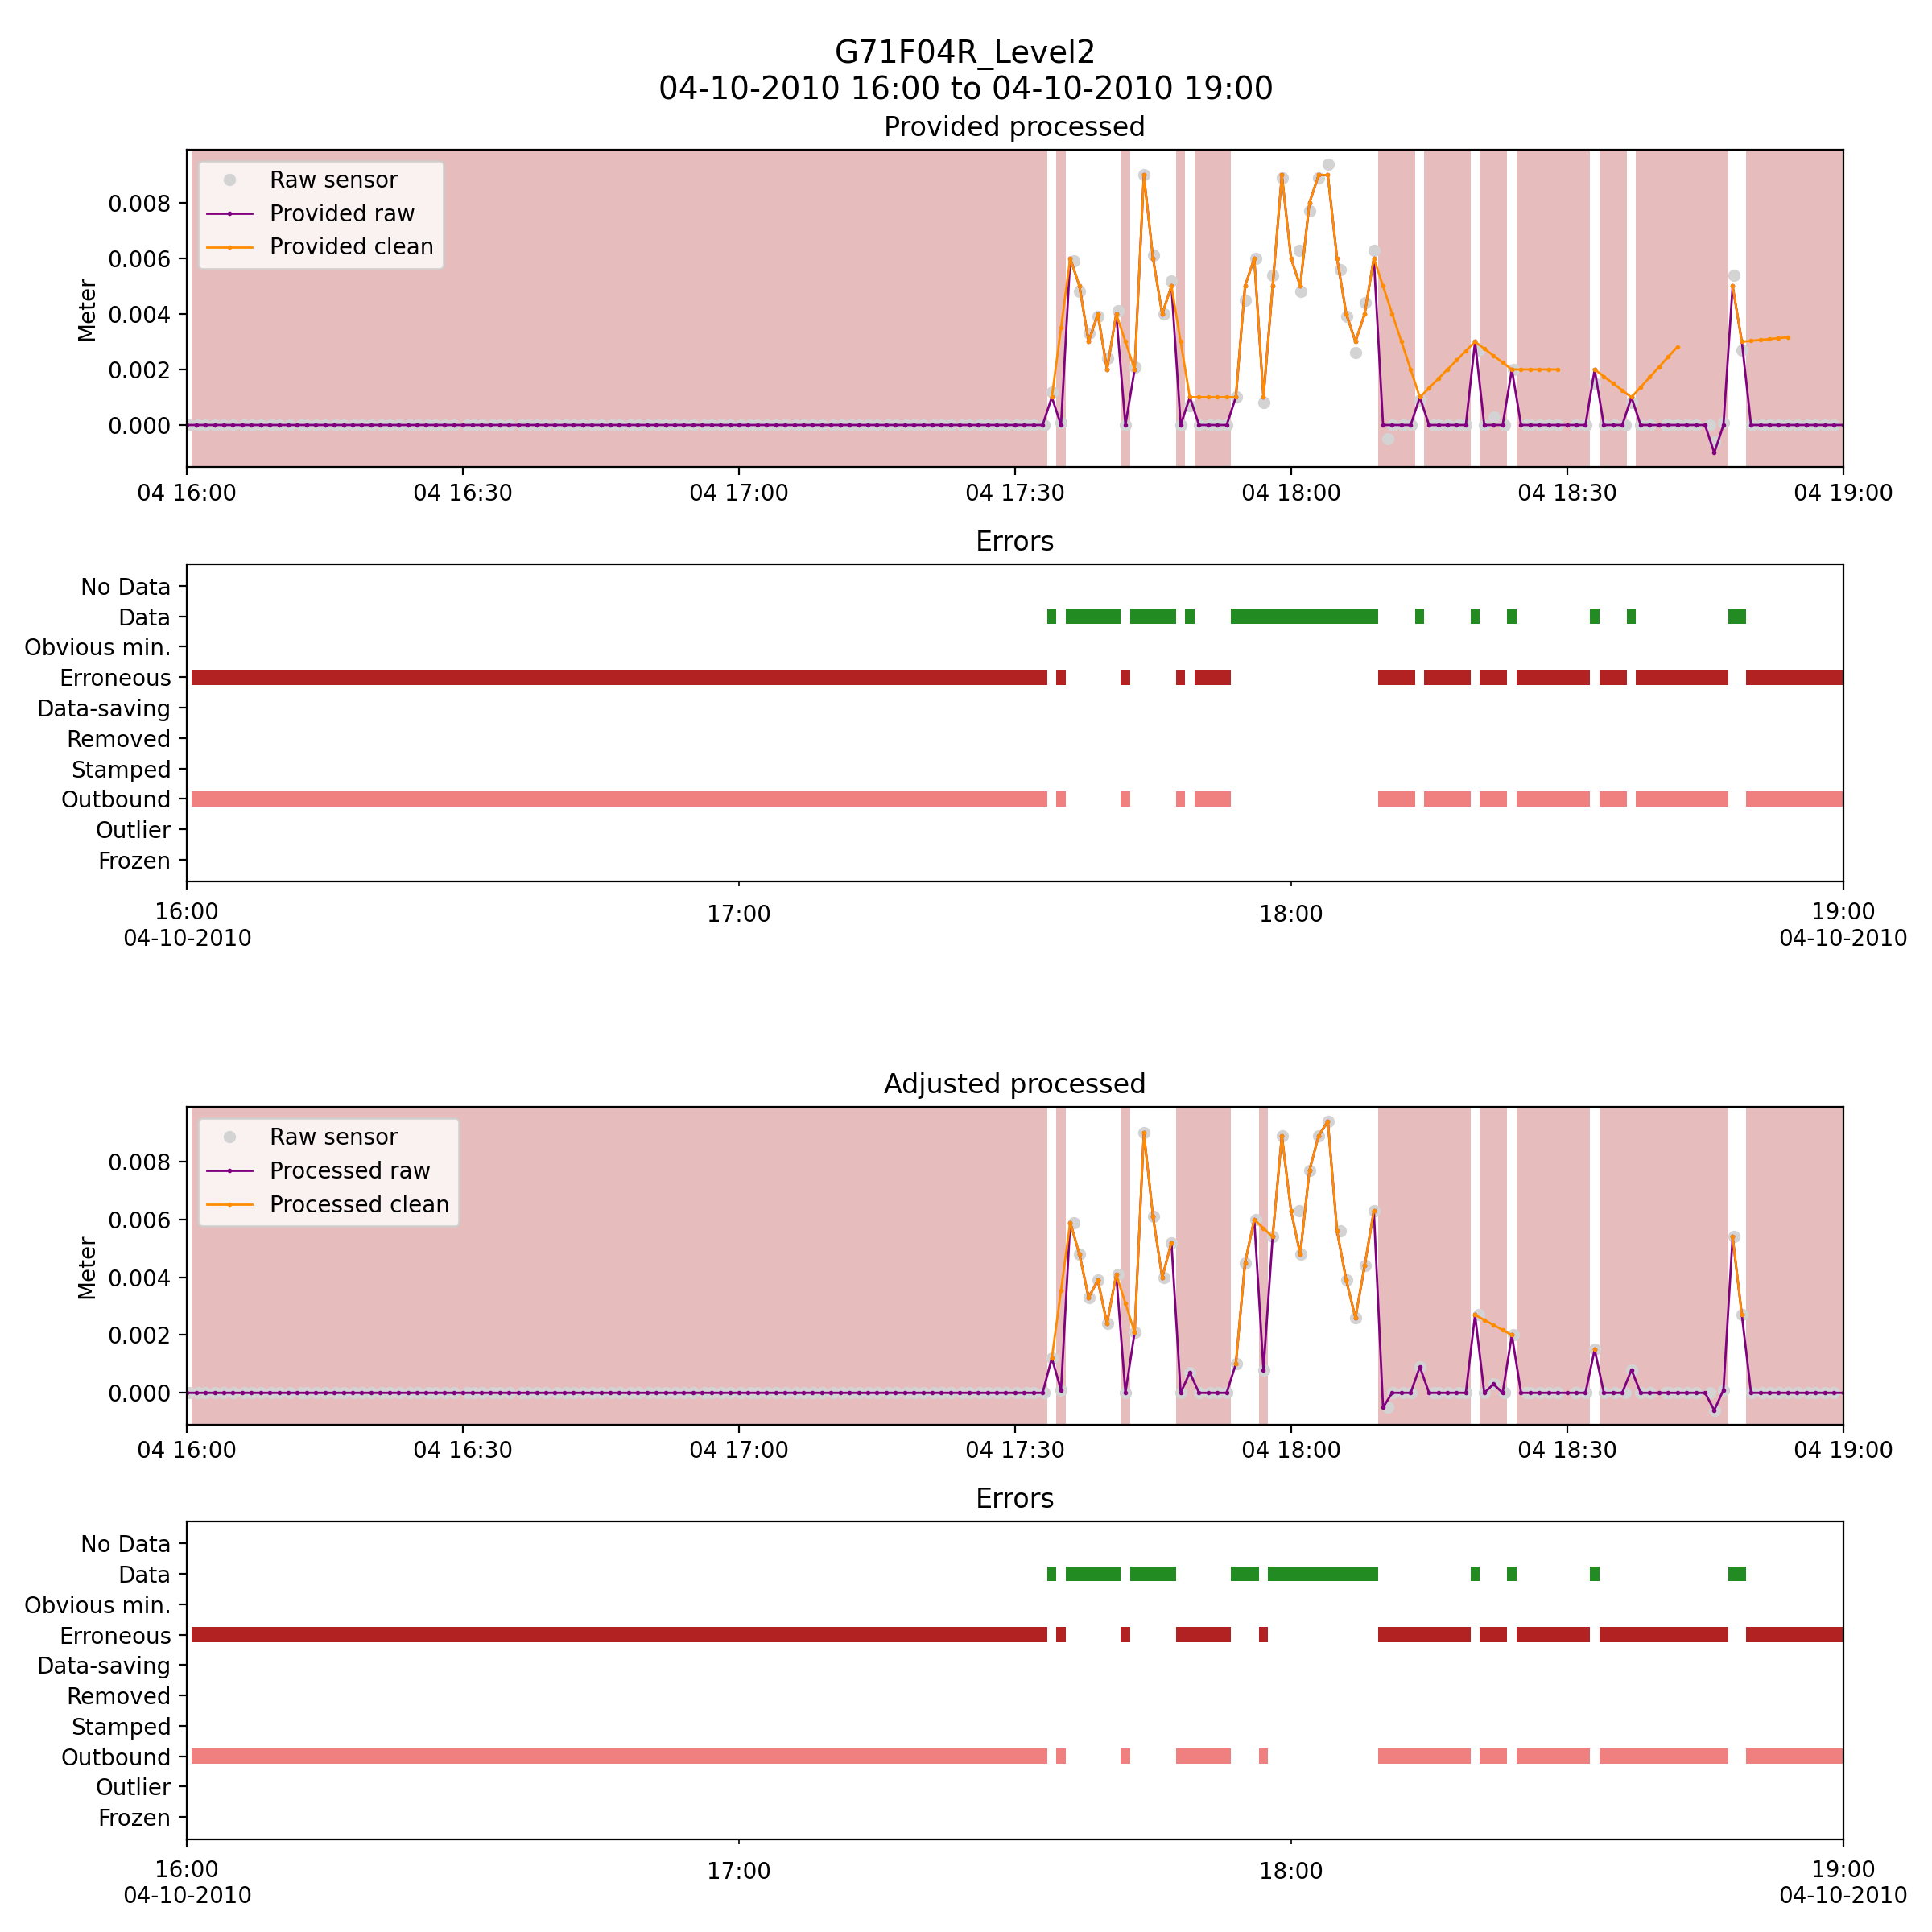 G71F04R_Level2
04-10-2010 16:00 to 04-10-2010 19:00
Provided processed
Raw sensor
Provided raw
Provided clean
Meter
0.008
0.006
0.004
0.002
0.000
04 16:00 04 16:30 04 17:00 04 17:30 04 18:00 04 18:30 04 19:00
Errors
No Data
Data
Obvious min.
Erroneous
Data-saving
Removed
Stamped
Outbound
Outlier
Frozen
16:00 17:00 18:00 19:00
04-10-2010 04-10-2010
Adjusted processed
Raw sensor
Processed raw
Processed clean
Meter
0.008
0.006
0.004
0.002
0.000
04 16:00 04 16:30 04 17:00 04 17:30 04 18:00 04 18:30 04 19:00
Errors
No Data
Data
Obvious min.
Erroneous
Data-saving
Removed
Stamped
Outbound
Outlier
Frozen
16:00 17:00 18:00 19:00
04-10-2010 04-10-2010